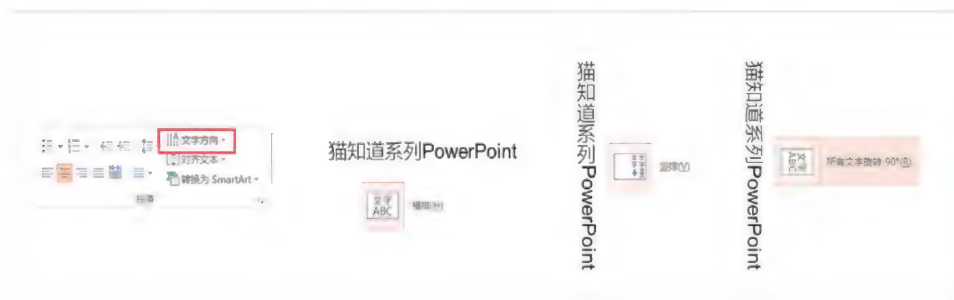 文字方向
对齐文本
转换为 SmartArt
段落
猫知道系列PowerPoint
文字
ABC
横排(H)
猫知道系列PowerPoint
竖排(V)
猫知道系列PowerPoint
文字
ABC
所有文字旋转 90°(R)